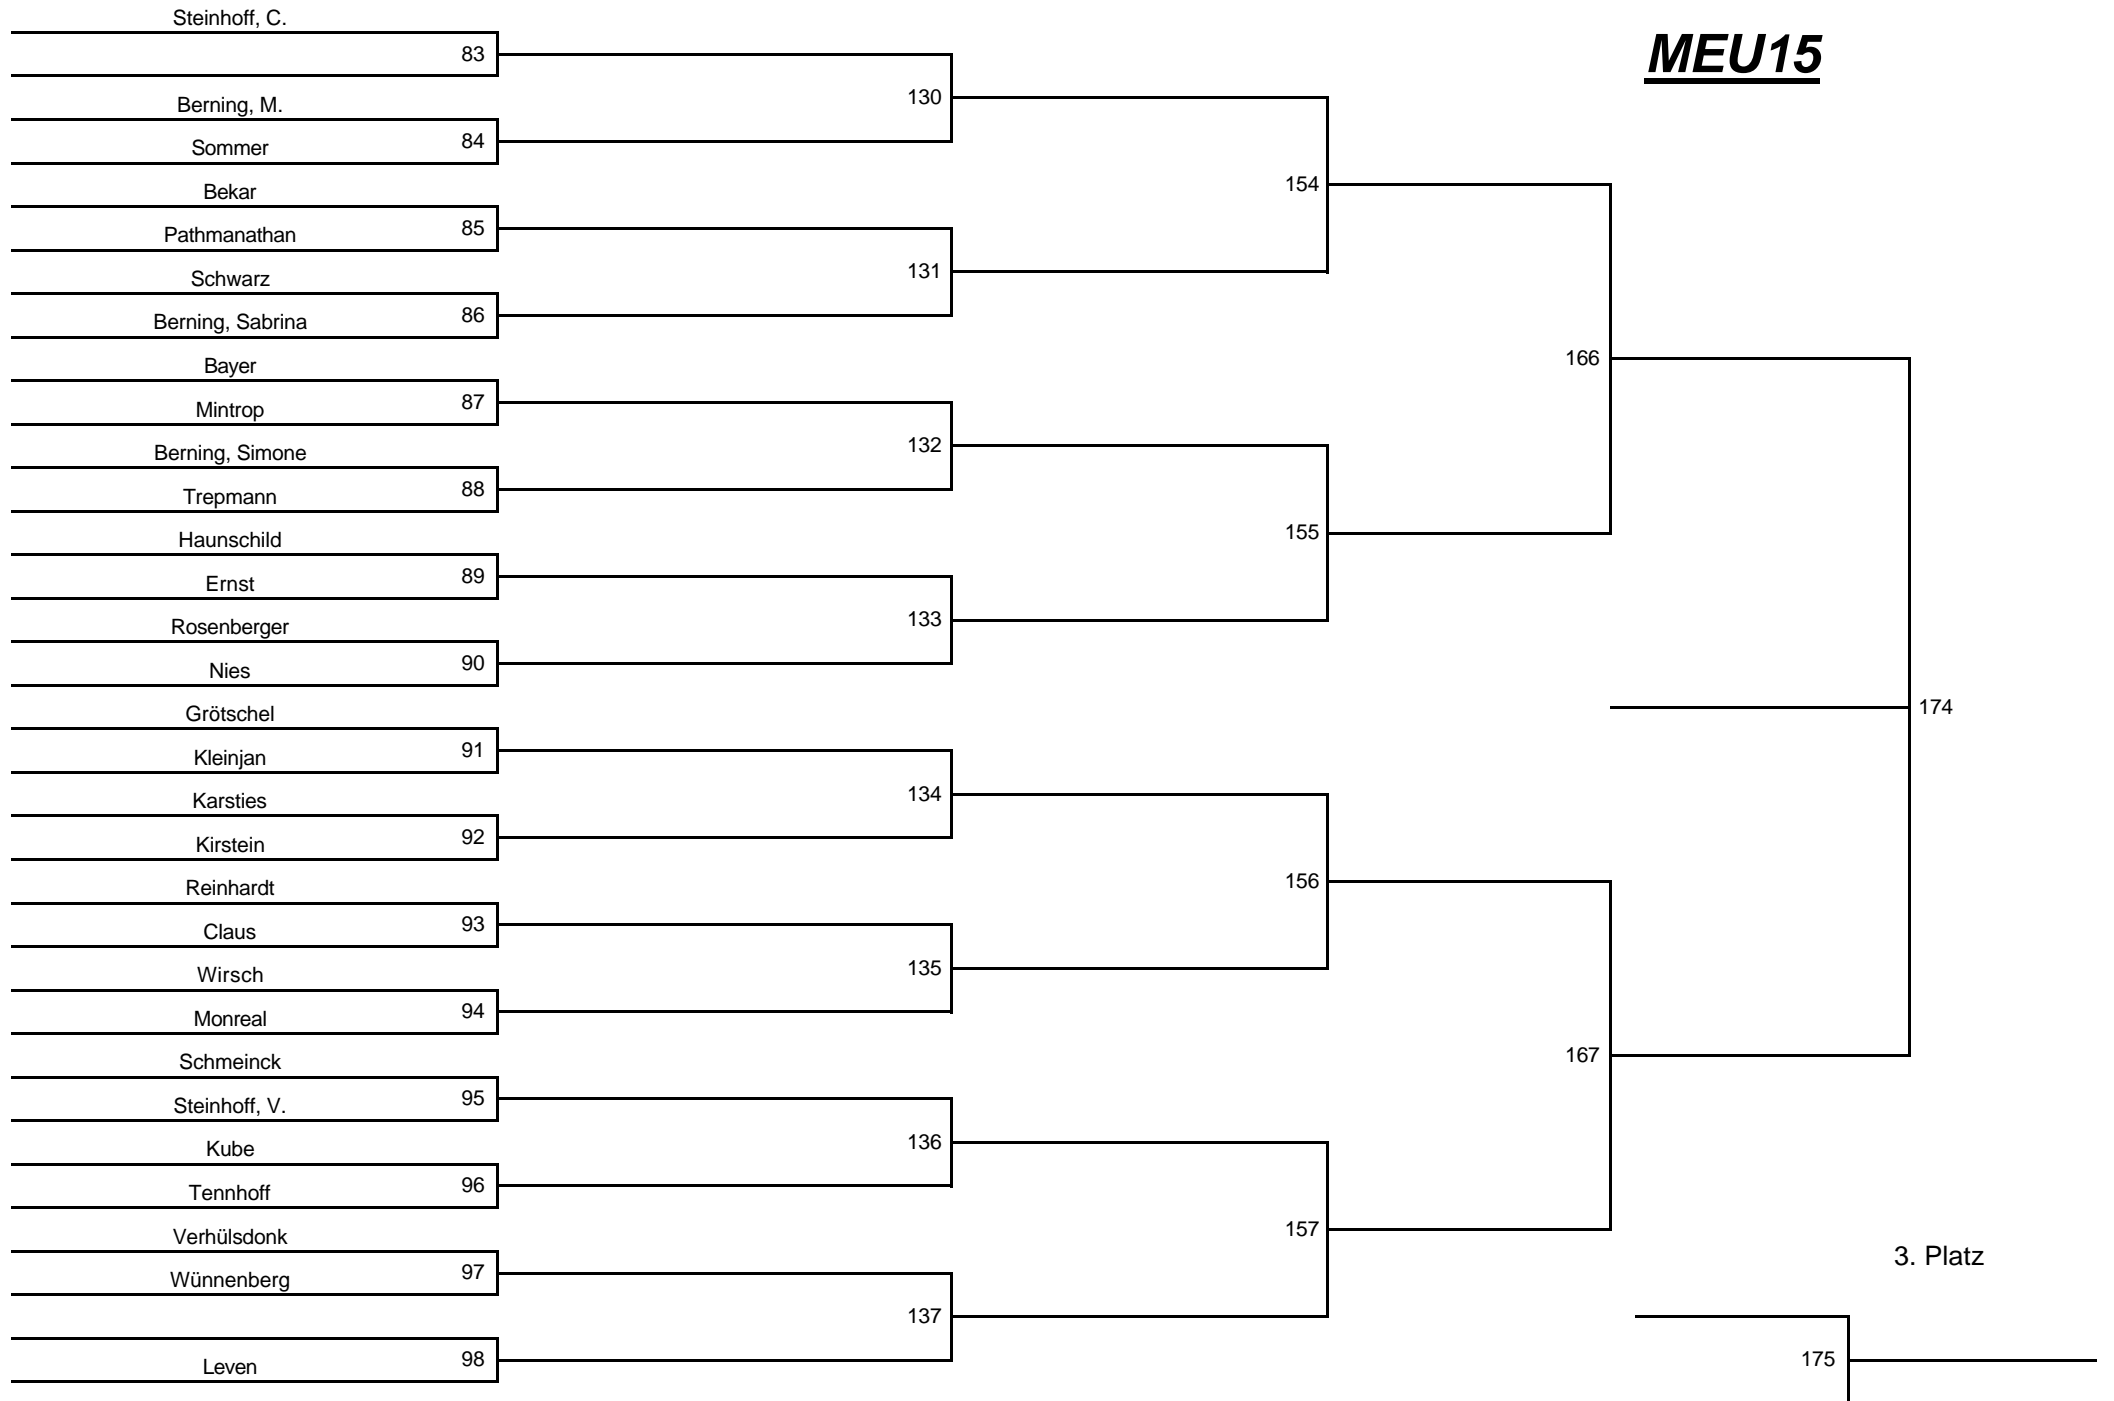 Steinhoff, C.
MEU15
83
130
Berning, M.
84
Sommer
154
Bekar
85
Pathmanathan
131
Schwarz
86
Berning, Sabrina
166
Bayer
87
Mintrop
132
Berning, Simone
88
Trepmann
155
Haunschild
89
Ernst
133
Rosenberger
90
Nies
174
Grötschel
91
Kleinjan
134
Karsties
92
Kirstein
156
Reinhardt
93
Claus
135
Wirsch
94
Monreal
167
Schmeinck
95
Steinhoff, V.
136
Kube
96
Tennhoff
157
Verhülsdonk
3. Platz
97
Wünnenberg
137
98
Leven
175